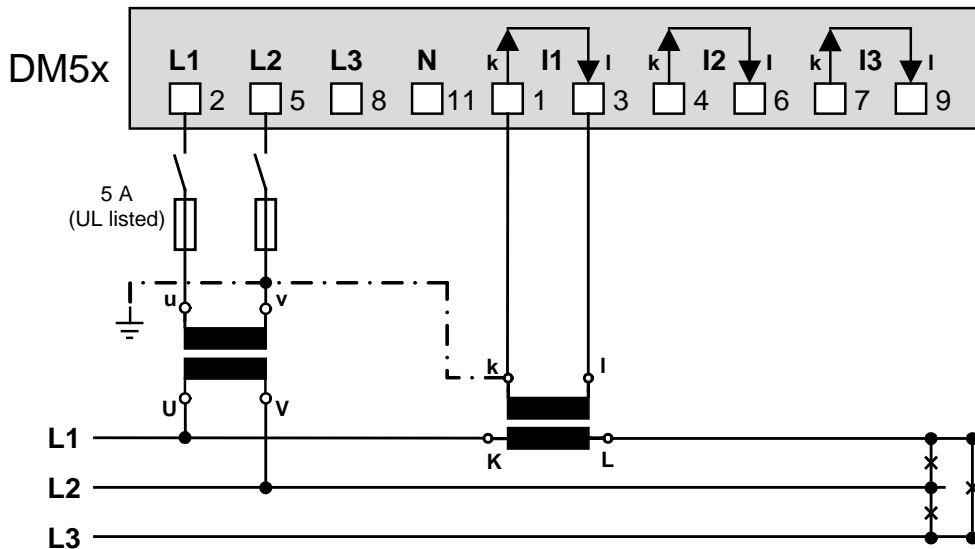 DM5x
L1 L2 L3 N k I1 l k I2 l k I3 l
2 5 8 11 1 3 4 6 7 9
5 A
(UL listed)
u v
k l
U V
L1
K L
L2
L3